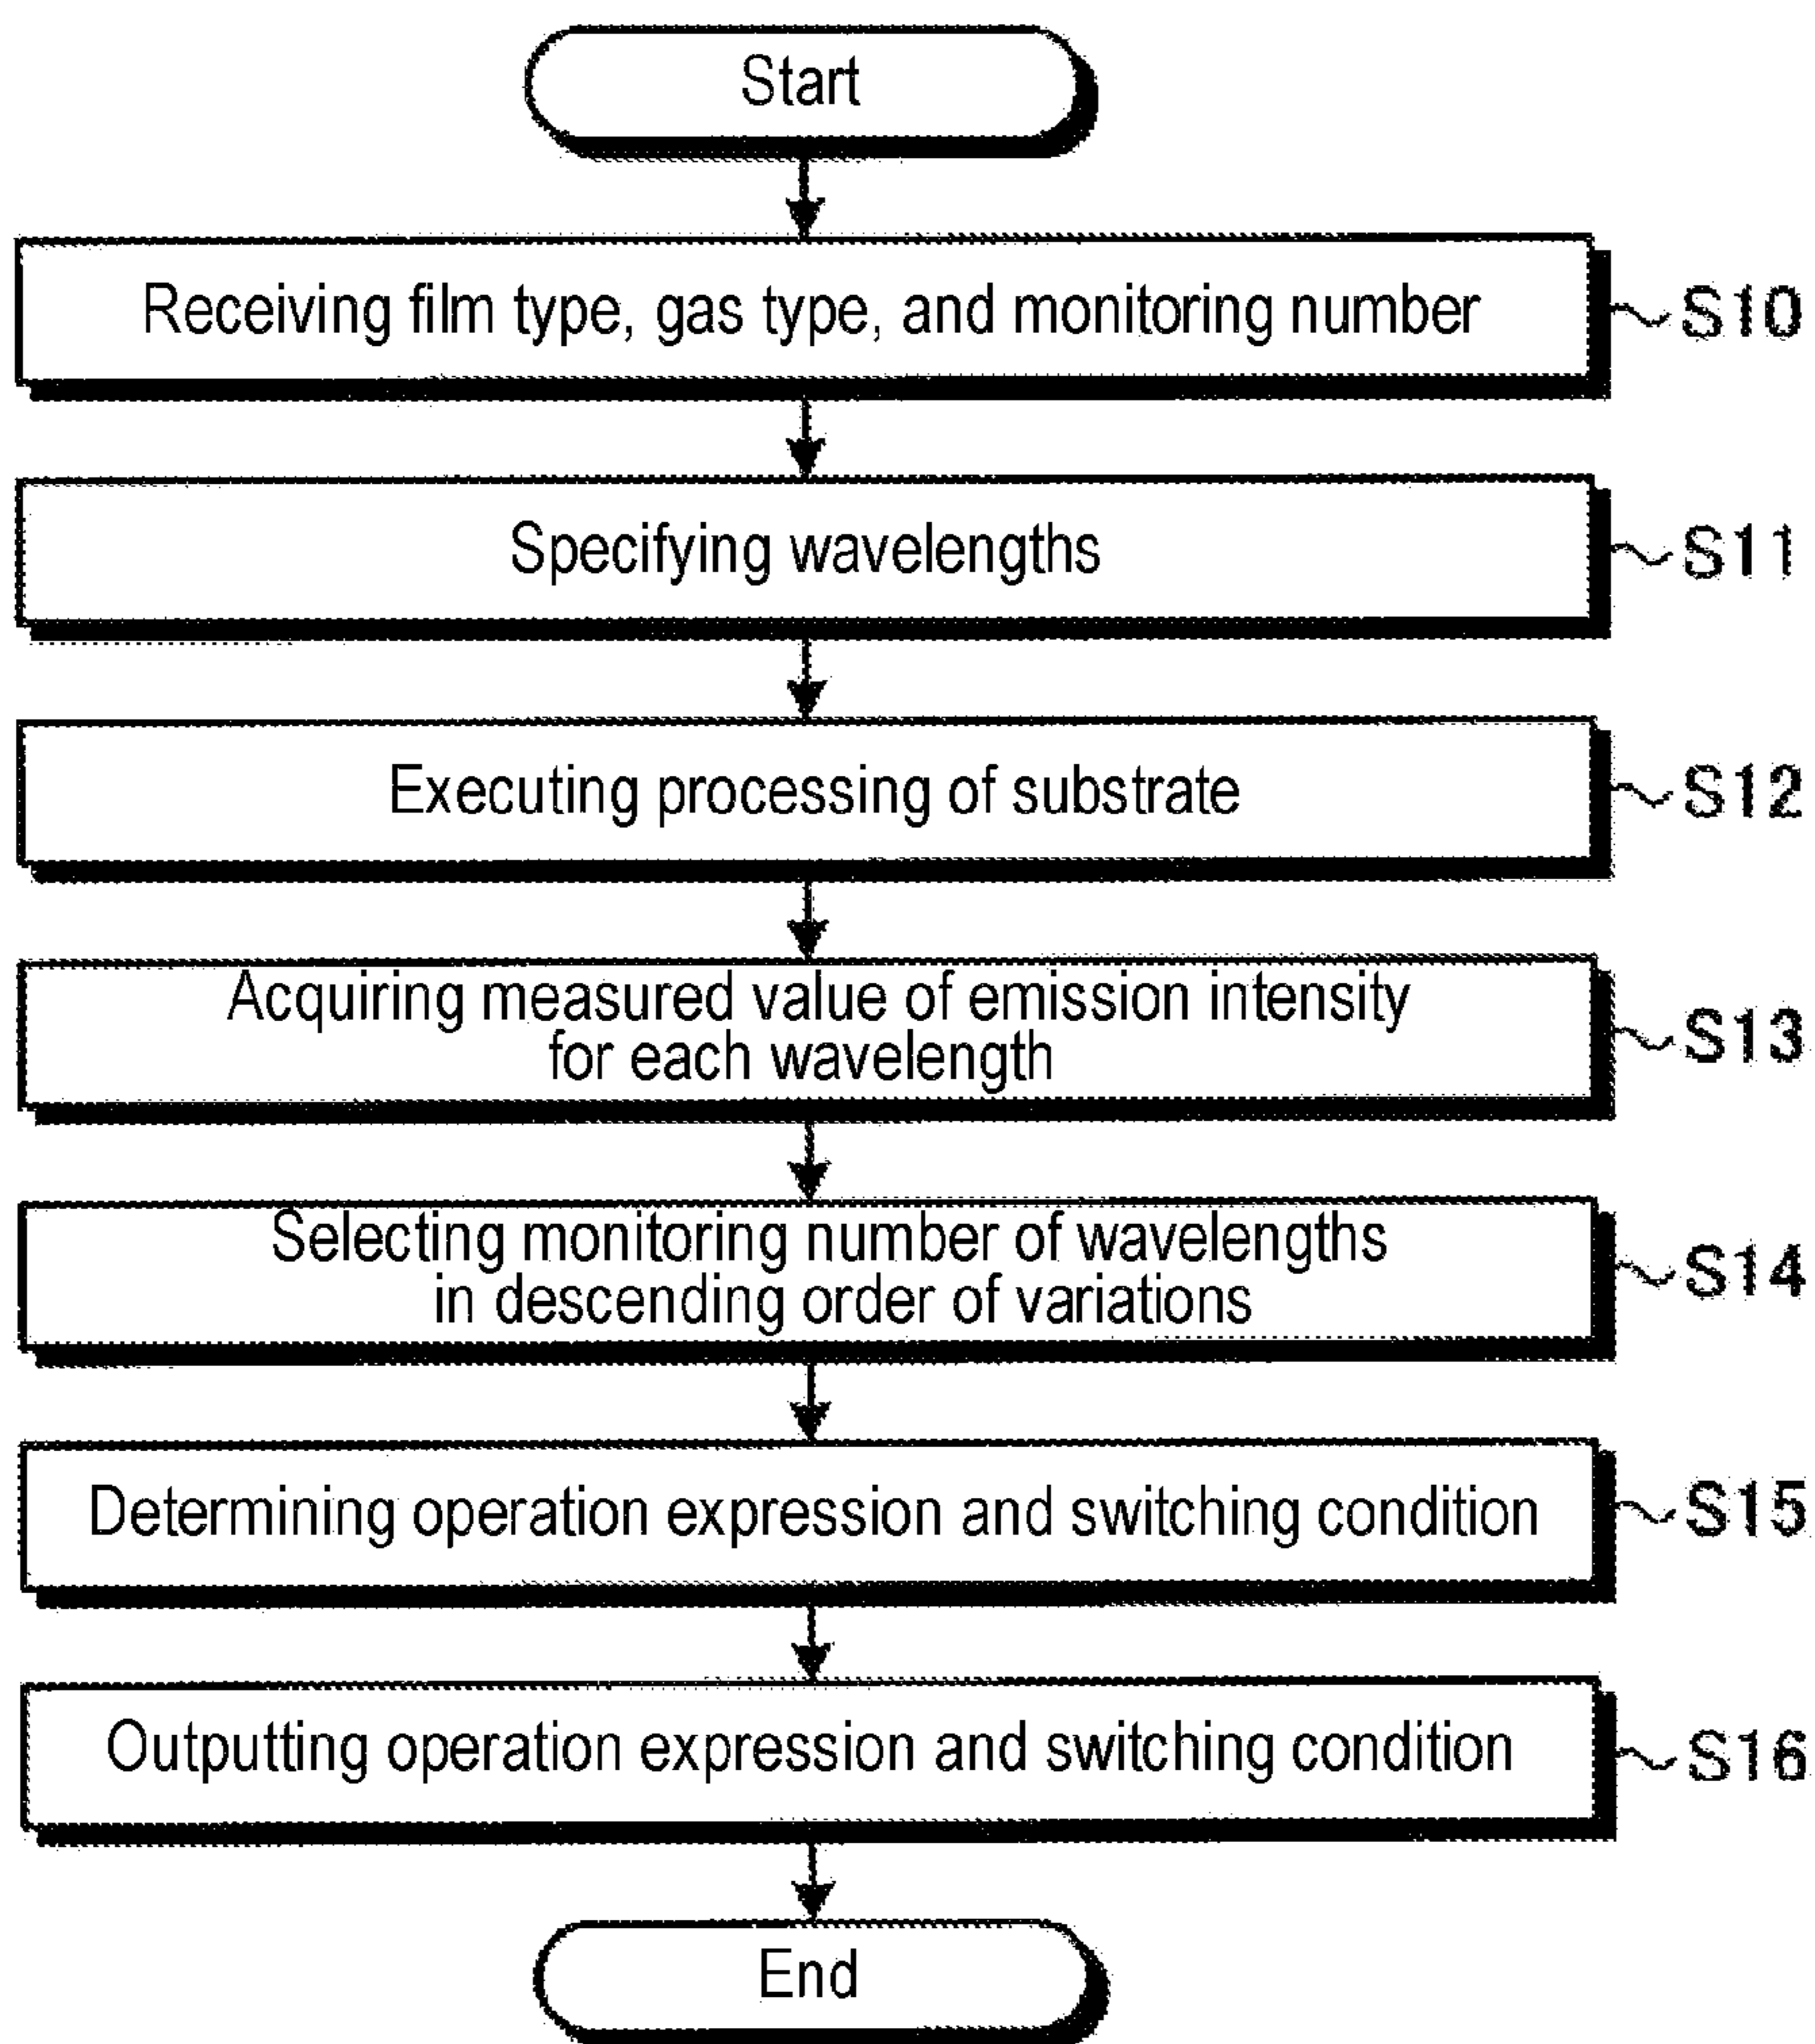 Start
Receiving film type, gas type, and monitoring number
S10
Specifying wavelengths
S11
Executing processing of substrate
S12
Acquiring measured value of emission intensity
for each wavelength
S13
Selecting monitoring number of wavelengths
in descending order of variations
S14
Determining operation expression and switching condition
S15
Outputting operation expression and switching condition
S16
End